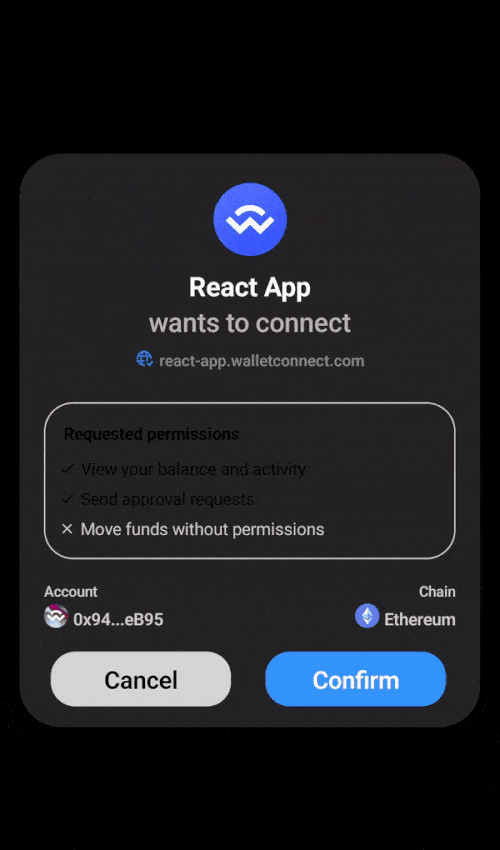 React App
wants to connect
react-app.walletconnect.com
Requested permissions
View your balance and activity
Send approval requests
Move funds without permissions
Account
Chain
0x94...eB95
Ethereum
Cancel
Confirm